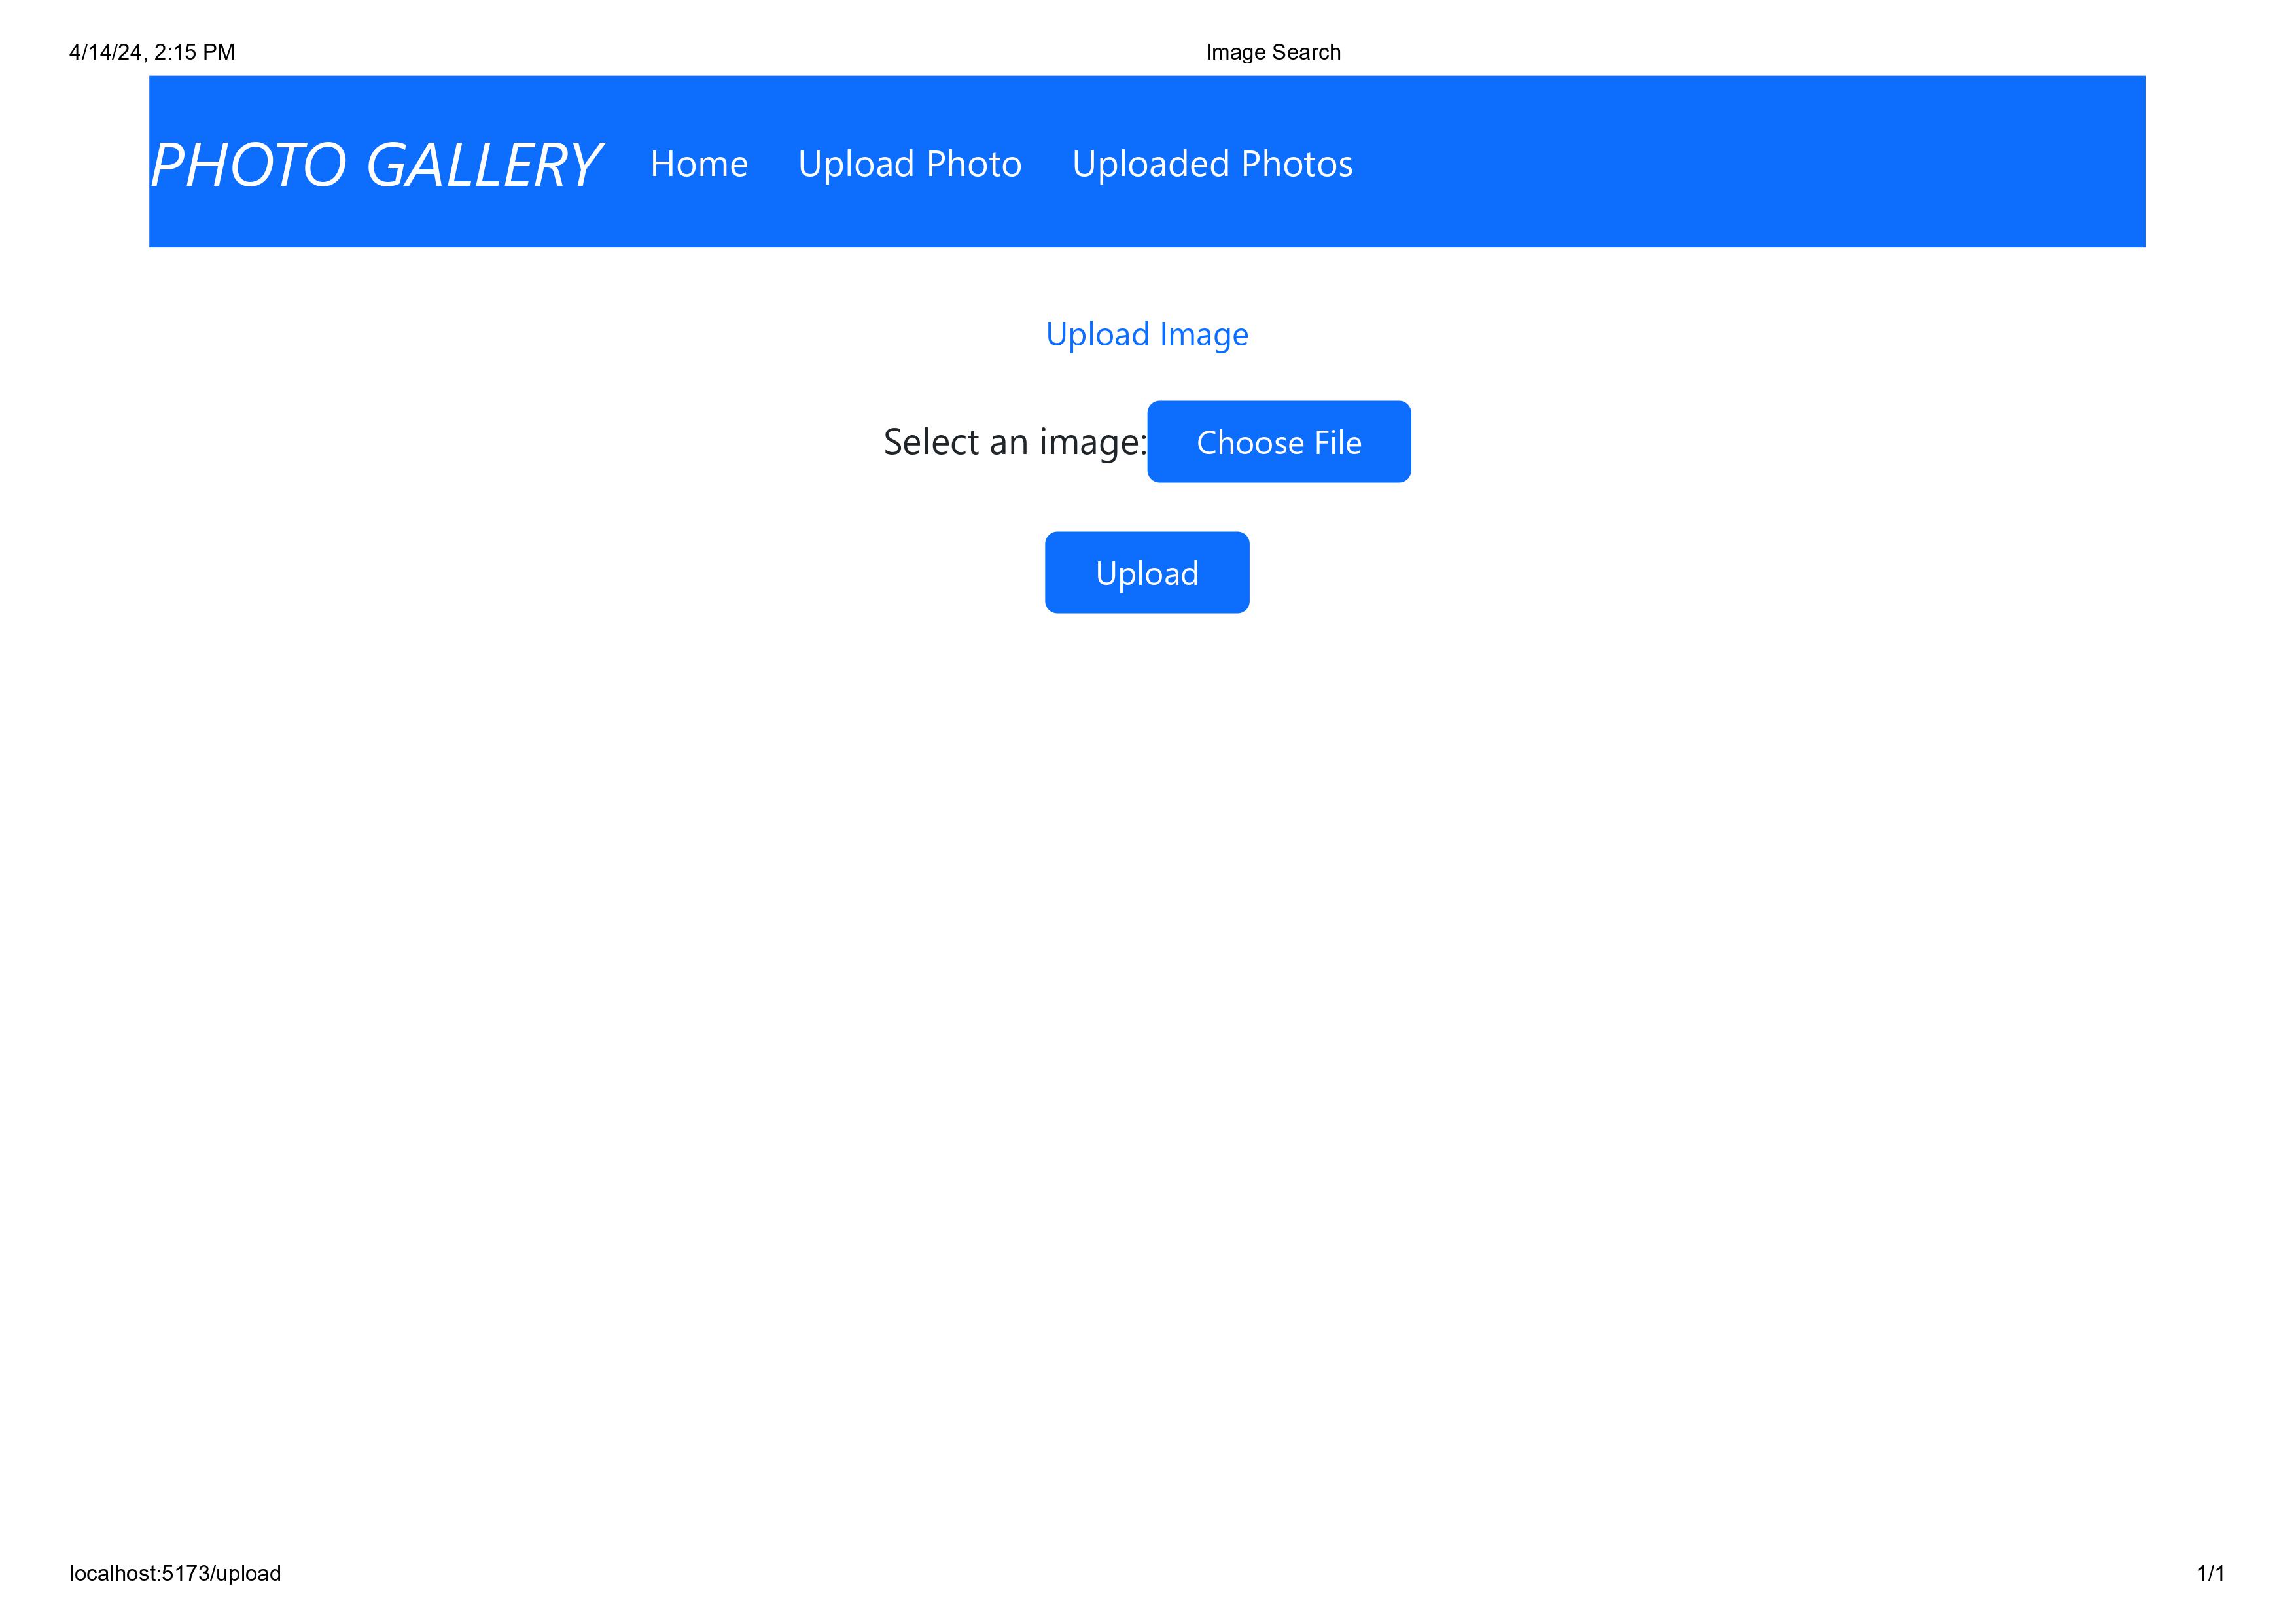 4/14/24, 2:15 PM Image Search
PHOTO GALLERY Home Upload Photo Uploaded Photos
Upload Image
Select an image: Choose File
Upload
localhost:5173/upload 1/1